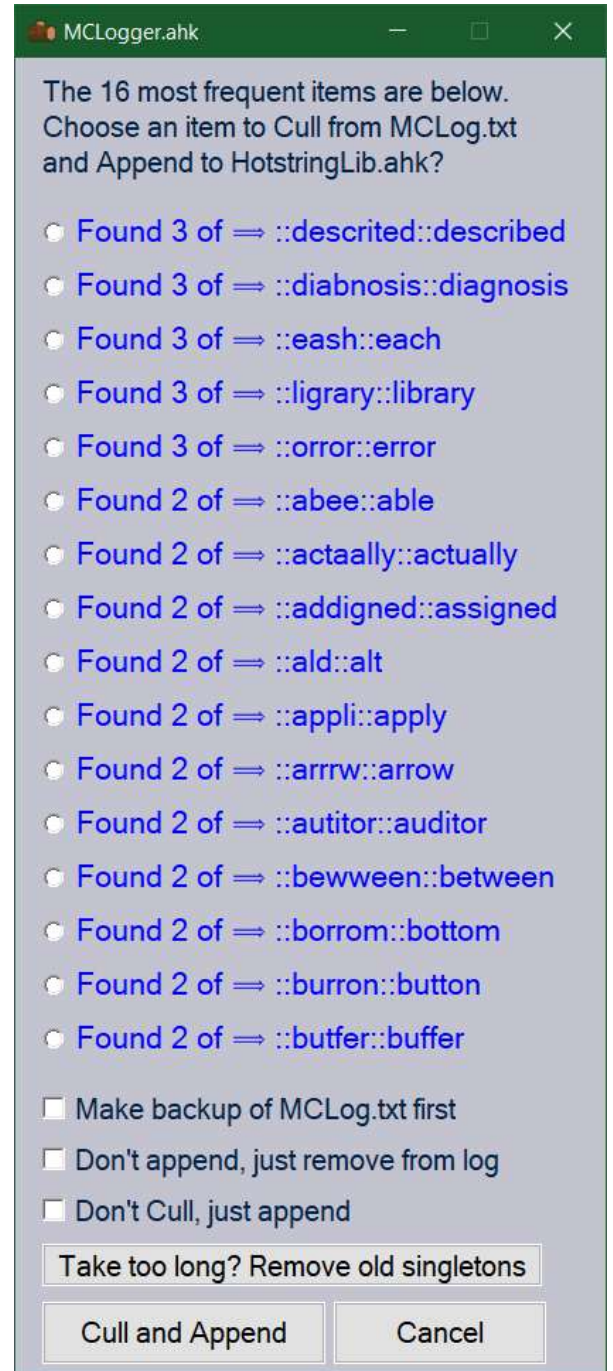 MCLogger.ahk
The 16 most frequent items are below.
Choose an item to Cull from MCLog.txt
and Append to HotstringLib.ahk?
Found 3 of ⟹ ::descrited::described
Found 3 of ⟹ ::diabnosis::diagnosis
Found 3 of ⟹ ::eash::each
Found 3 of ⟹ ::ligrary::library
Found 3 of ⟹ ::orror::error
Found 2 of ⟹ ::abee::able
Found 2 of ⟹ ::actaally::actually
Found 2 of ⟹ ::addigned::assigned
Found 2 of ⟹ ::ald::alt
Found 2 of ⟹ ::appli::apply
Found 2 of ⟹ ::arrrw::arrow
Found 2 of ⟹ ::autitor::auditor
Found 2 of ⟹ ::bewween::between
Found 2 of ⟹ ::borrom::bottom
Found 2 of ⟹ ::burron::button
Found 2 of ⟹ ::butfer::buffer
Make backup of MCLog.txt first
Don't append, just remove from log
Don't Cull, just append
Take too long? Remove old singletons
Cull and Append Cancel